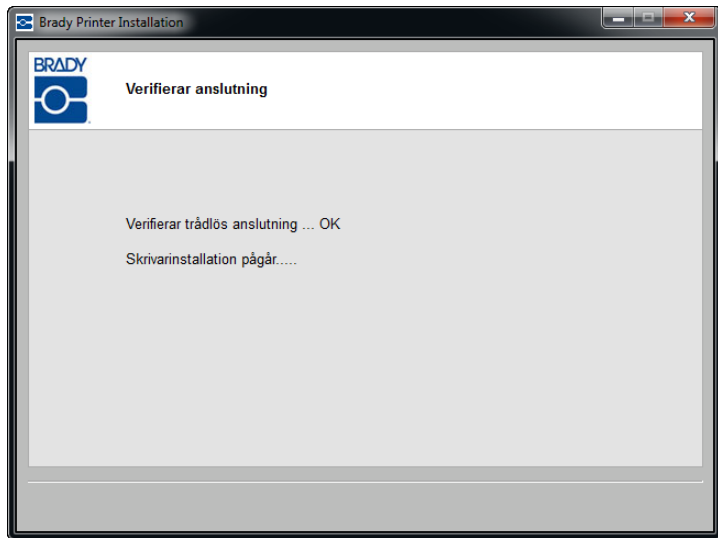 Brady Printer Installation
BRADY
Verifierar anslutning
Verifierar trådlös anslutning ... OK
Skrivarinstallation pågår.....